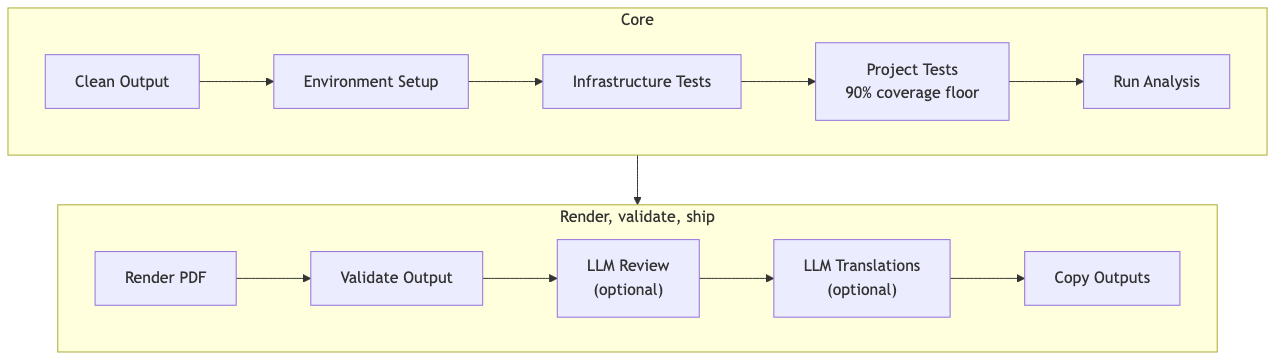 Core
Clean Output
Environment Setup
Infrastructure Tests
Project Tests
90% coverage floor
Run Analysis
Render, validate, ship
Render PDF
Validate Output
LLM Review
(optional)
LLM Translations
(optional)
Copy Outputs